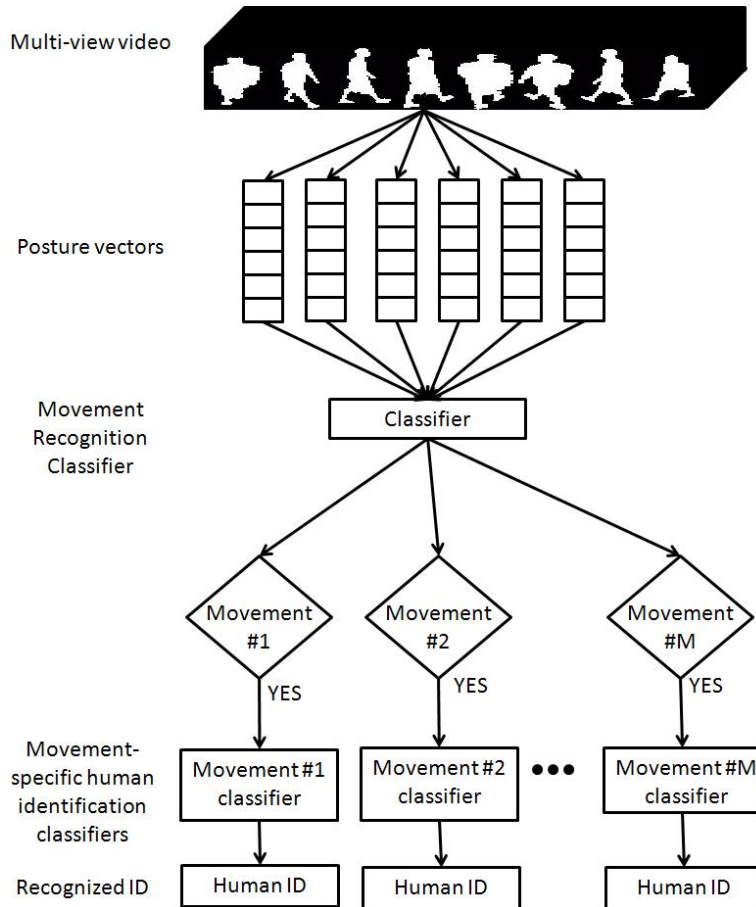 Multi-view video
Posture vectors
Movement
Recognition
Classifier
Classifier
Movement
#1
Movement
#2
Movement
#M
YES
YES
YES
Movement-
specific human
identification
classifiers
Movement #1
classifier
Movement #2
classifier
Movement #M
classifier
Recognized ID
Human ID
Human ID
Human ID